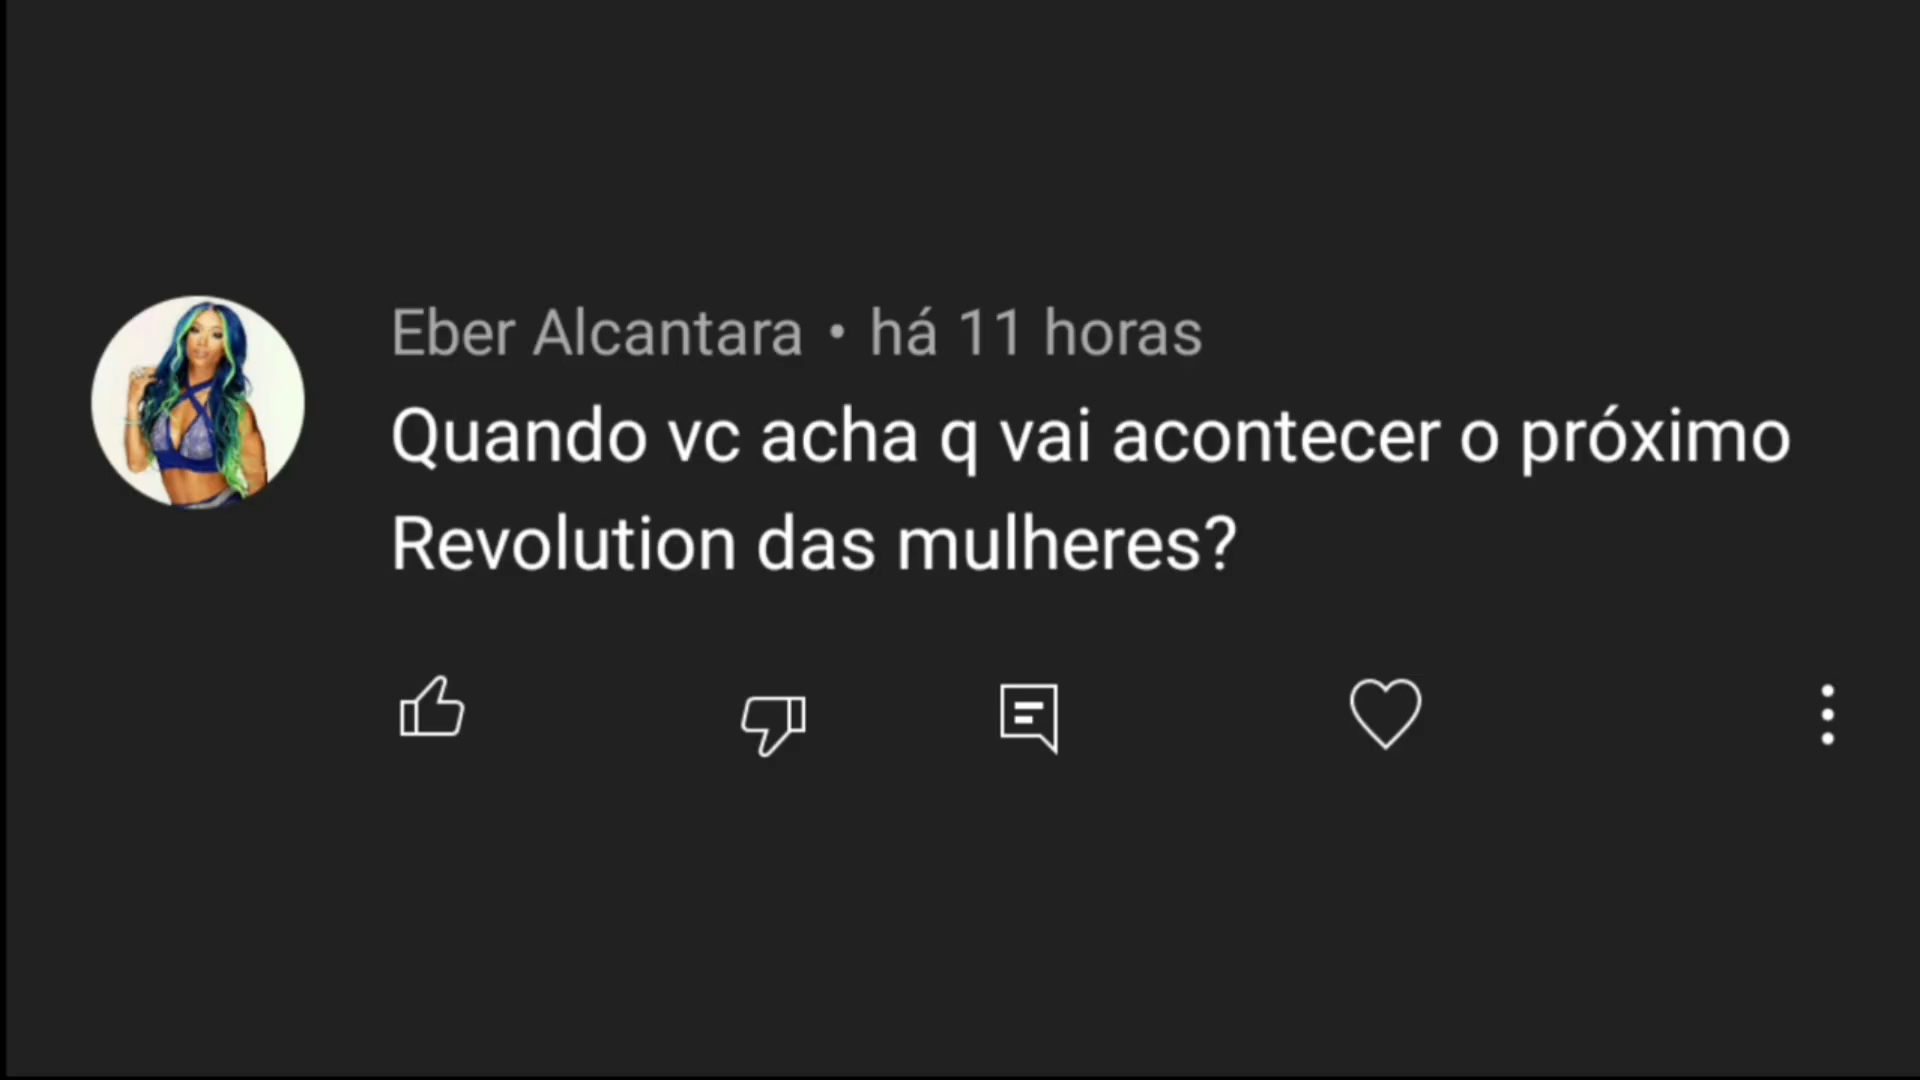 Eber Alcantara • há 11 horas
Quando vc acha q vai acontecer o próximo
Revolution das mulheres?